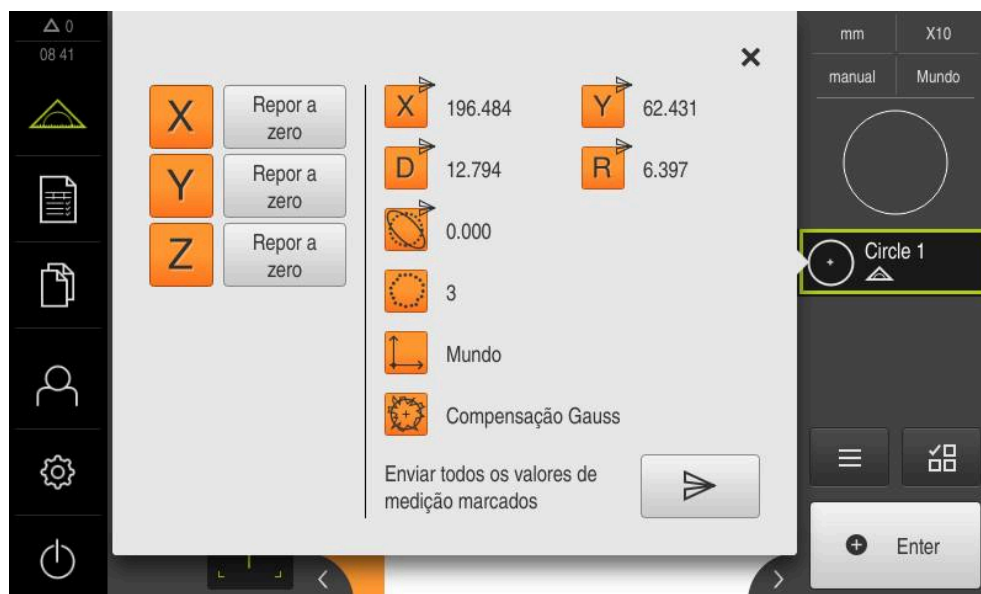 0
08 41
mm X10
manual Mundo
X Repor a
zero
Y Repor a
zero
Z Repor a
zero
X 196.484 Y 62.431
D 12.794 R 6.397
0.000
3
Mundo
Compensação Gauss
Enviar todos os valores de
medição marcados
Circle 1
Enter